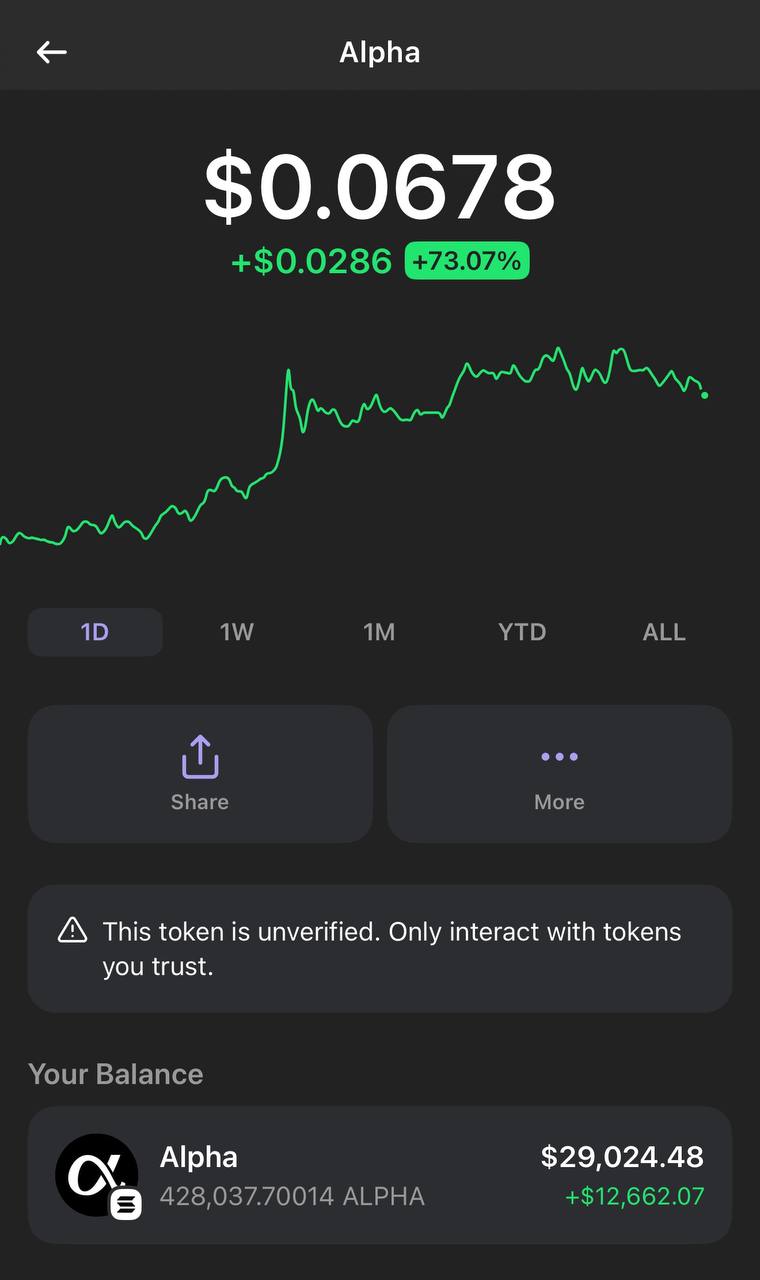 Alpha
$0.0678
+$0.0286 +73.07%
1D 1W 1M YTD ALL
Share More
This token is unverified. Only interact with tokens
you trust.
Your Balance
Alpha $29,024.48
428,037.70014 ALPHA +$12,662.07